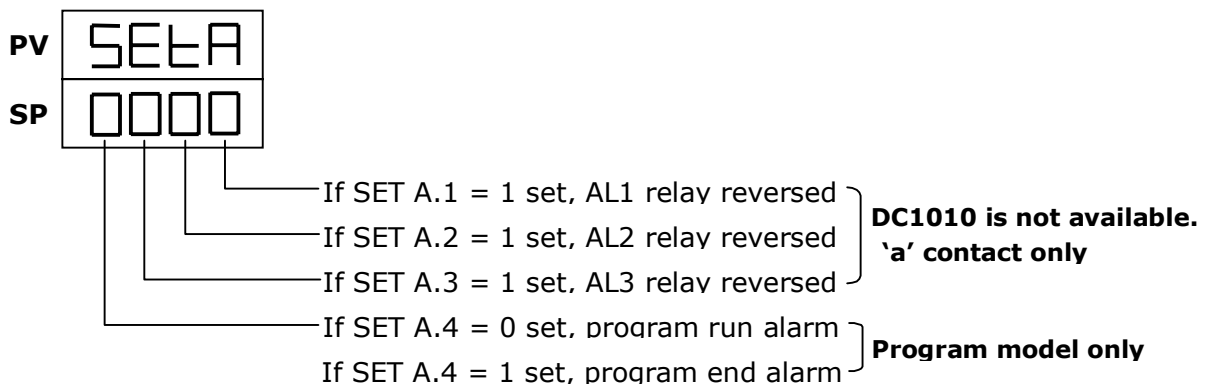 PV SEtA
SP 0000
If SET A.1 = 1 set, AL1 relay reversed
If SET A.2 = 1 set, AL2 relay reversed
If SET A.3 = 1 set, AL3 relay reversed
DC1010 is not available.
‘a’ contact only
If SET A.4 = 0 set, program run alarm
If SET A.4 = 1 set, program end alarm
Program model only